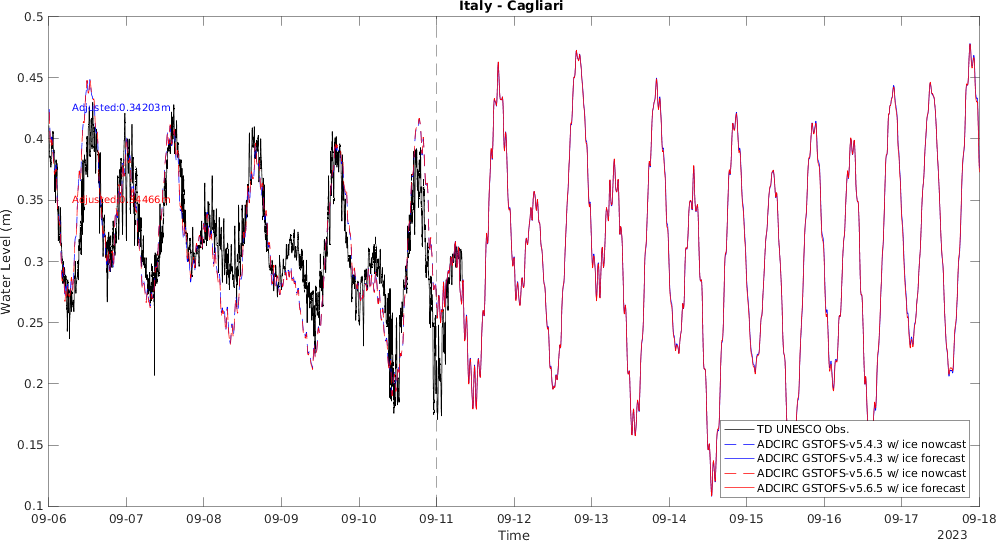 Italy - Cagliari
0.5
0.45
0.4
0.35
0.3
0.25
0.2
0.15
0.1
Water Level (m)
Adjusted:0.34203m
Adjusted:0.34466m
TD UNESCO Obs.
ADCIRC GSTOFS-v5.4.3 w/ ice nowcast
ADCIRC GSTOFS-v5.4.3 w/ ice forecast
ADCIRC GSTOFS-v5.6.5 w/ ice nowcast
ADCIRC GSTOFS-v5.6.5 w/ ice forecast
09-06 09-07 09-08 09-09 09-10 09-11 09-12 09-13 09-14 09-15 09-16 09-17 09-18
Time
2023